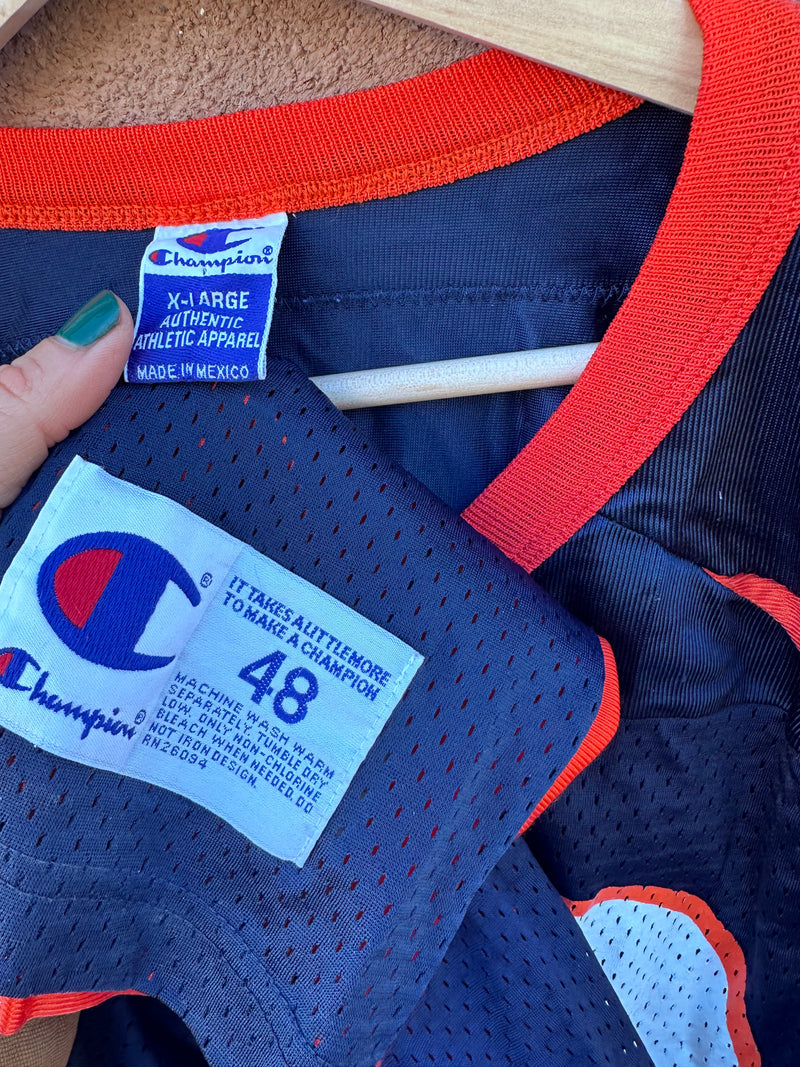 Champion®
X-LARGE
AUTHENTIC
ATHLETIC APPAREL
MADE IN MEXICO
®
Champion®
IT TAKES A LITTLE MORE
TO MAKE A CHAMPION
48
MACHINE WASH WARM
SEPARATELY. TUMBLE DRY
LOW. ONLY NON-CHLORINE
BLEACH WHEN NEEDED. DO
NOT IRON DESIGN.
RN26094